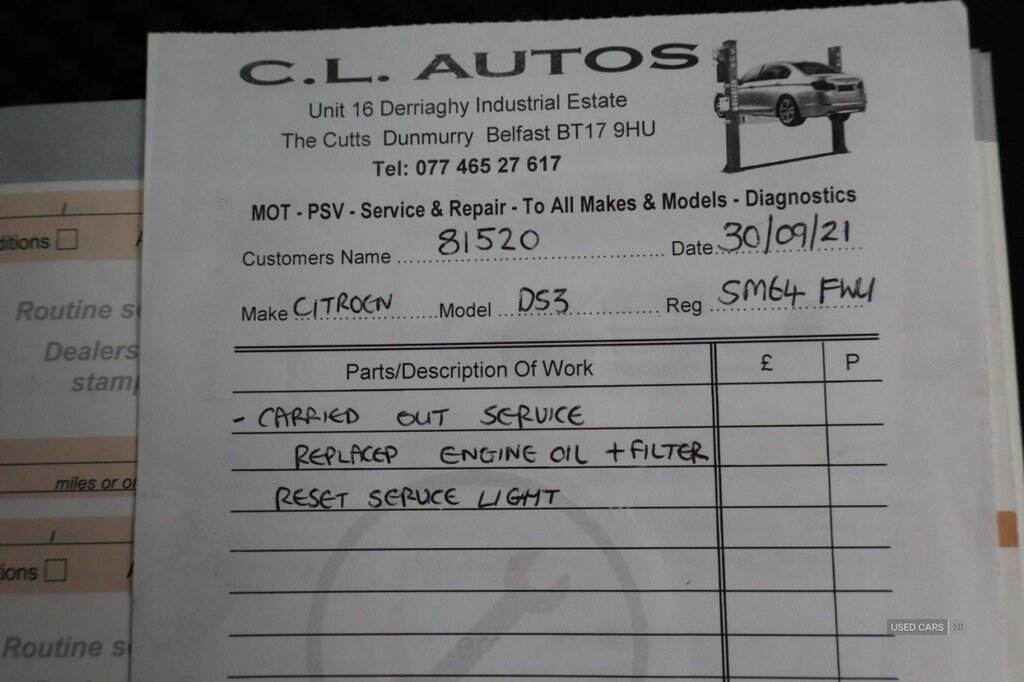 C.L. AUTOS
Unit 16 Derriaghy Industrial Estate
The Cutts Dunmurry Belfast BT17 9HU
Tel: 077 465 27 617
MOT - PSV - Service & Repair - To All Makes & Models - Diagnostics
Customers Name 81520 Date 30/09/21
Make CITROEN Model DS3 Reg SM64 FWU
Parts/Description Of Work £ P
- CARRIED OUT SERVICE
REPLACED ENGINE OIL + FILTER
RESET SERVICE LIGHT
ditions
Routine s
Dealers
stam
miles or
ions
Routine s
USED CARS NI